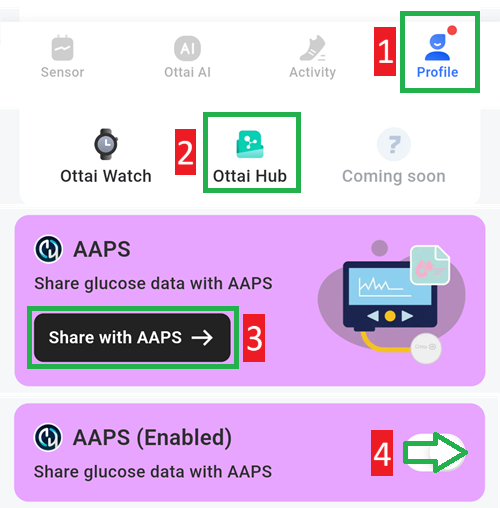 Sensor
AI
Ottai AI
Activity
1
Profile
2
?
Ottai Watch
Ottai Hub
Coming soon
AAPS
Share glucose data with AAPS
Share with AAPS →
3
AAPS (Enabled)
Share glucose data with AAPS
4